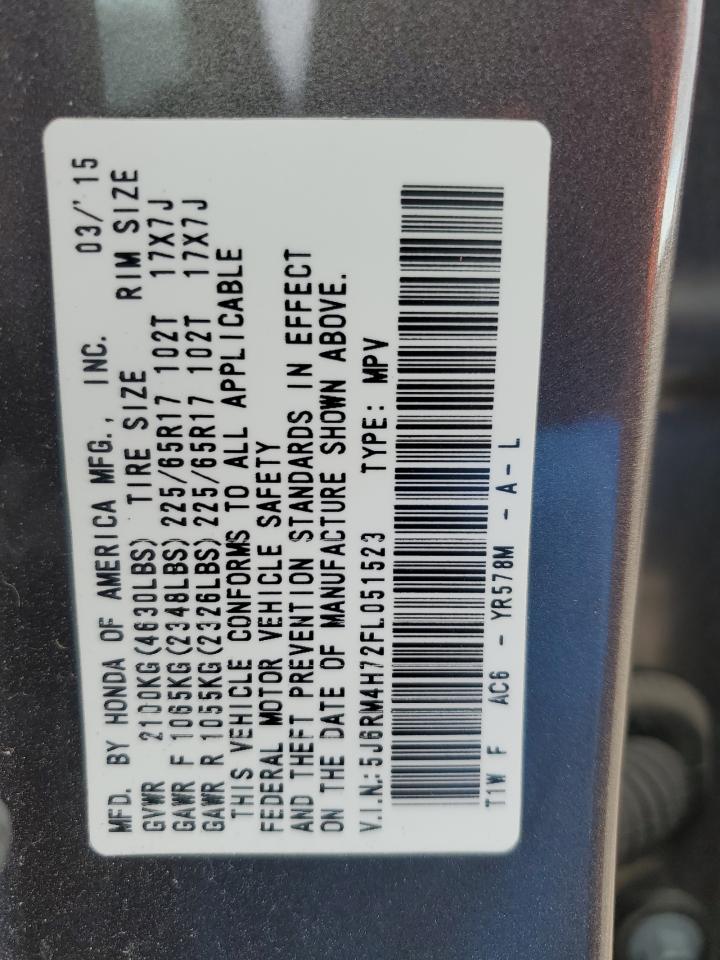 MFD. BY HONDA OF AMERICA MFG., INC. 03/'15
GVWR 2100KG(4630LBS) TIRE SIZE RIM SIZE
GAWR F 1065KG(2348LBS) 225/65R17 102T 17X7J
GAWR R 1055KG(2326LBS) 225/65R17 102T 17X7J
THIS VEHICLE CONFORMS TO ALL APPLICABLE
FEDERAL MOTOR VEHICLE SAFETY
AND THEFT PREVENTION STANDARDS IN EFFECT
ON THE DATE OF MANUFACTURE SHOWN ABOVE.
V.I.N.: 5J6RM4H72FL051523 TYPE: MPV
T1W F AC6 - YR578M - A - L